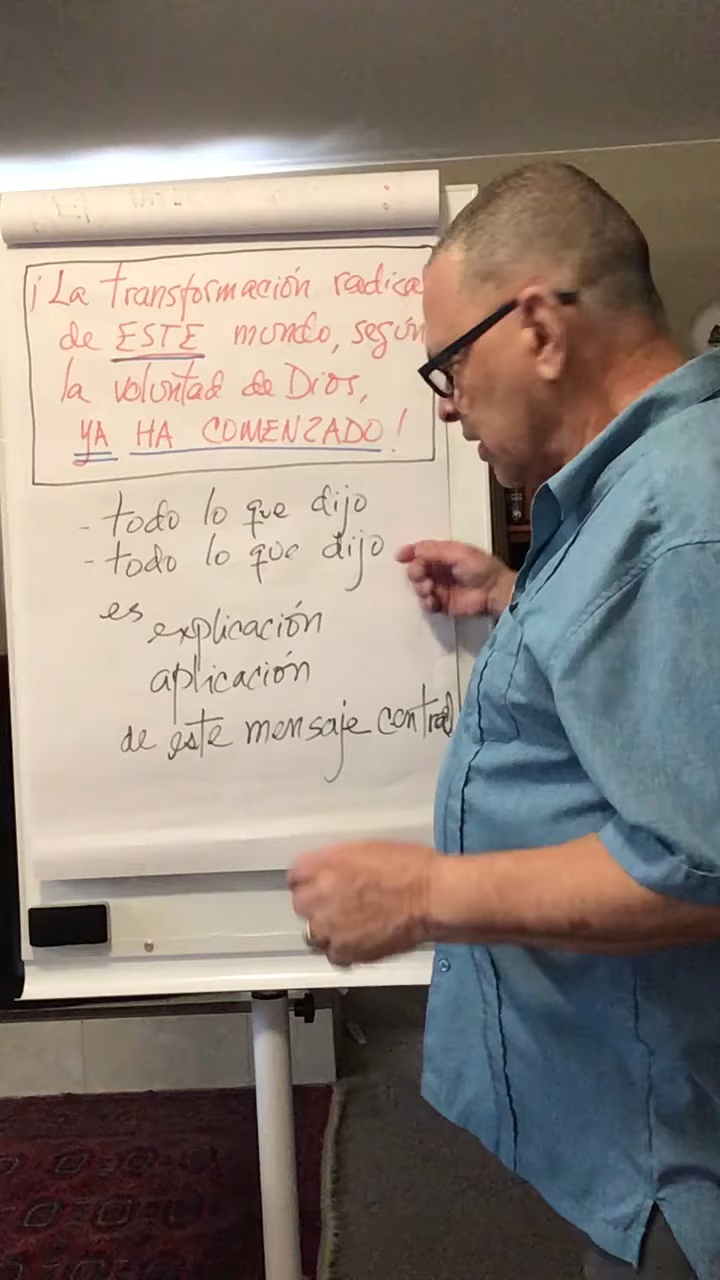 ¡La transformación radica
de ESTE mundo, según
la voluntad de Dios,
YA HA COMENZADO!
- todo lo que dijo
- todo lo que dijo
es
explicación
aplicación
de este mensaje central